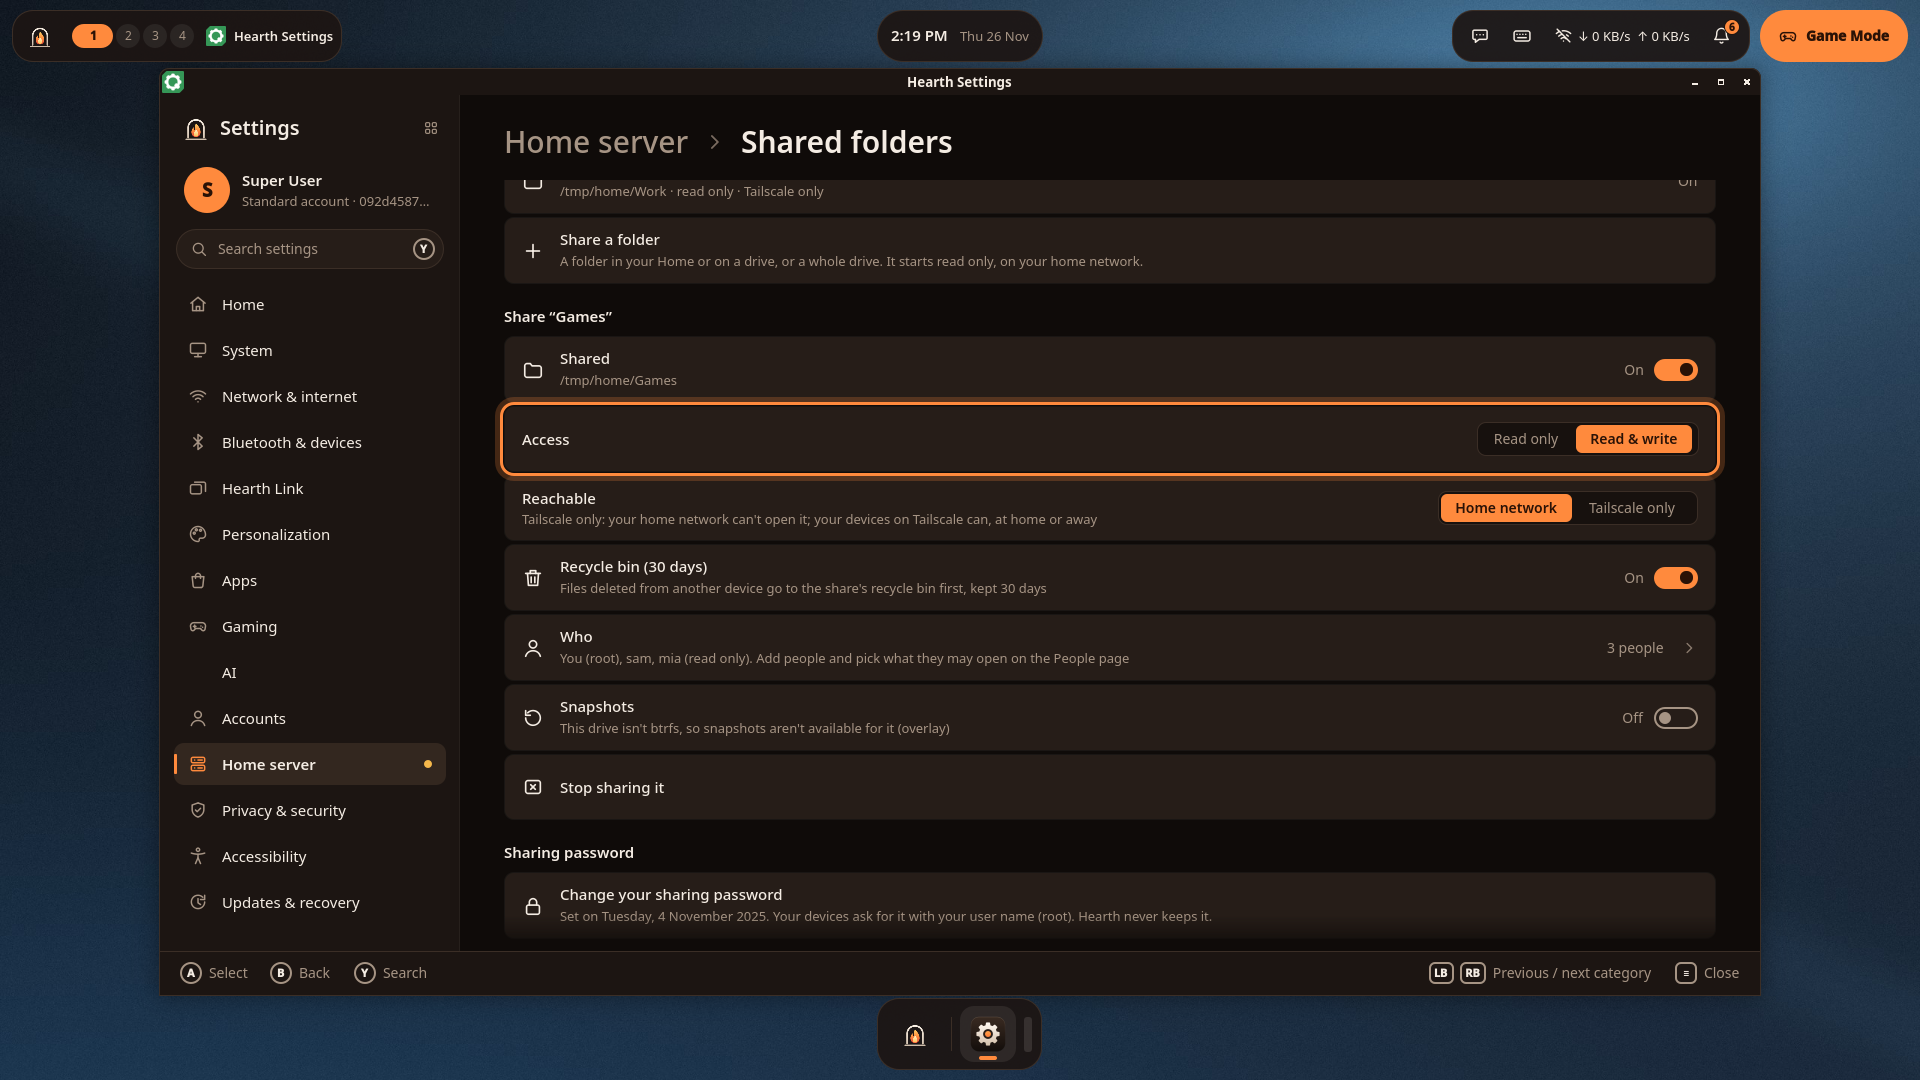 1 2 3 4 Hearth Settings
2:19 PM Thu 26 Nov
↓ 0 KB/s ↑ 0 KB/s
6
Game Mode
Hearth Settings
Settings
S
Super User
Standard account · 092d4587...
Search settings
Y
Home
System
Network & internet
Bluetooth & devices
Hearth Link
Personalization
Apps
Gaming
AI
Accounts
Home server
Privacy & security
Accessibility
Updates & recovery
Home server > Shared folders
/tmp/home/Work · read only · Tailscale only
On
Share a folder
A folder in your Home or on a drive, or a whole drive. It starts read only, on your home network.
Share “Games”
Shared
/tmp/home/Games
On
Access
Read only Read & write
Reachable
Tailscale only: your home network can't open it; your devices on Tailscale can, at home or away
Home network Tailscale only
Recycle bin (30 days)
Files deleted from another device go to the share's recycle bin first, kept 30 days
On
Who
You (root), sam, mia (read only). Add people and pick what they may open on the People page
3 people
Snapshots
This drive isn't btrfs, so snapshots aren't available for it (overlay)
Off
Stop sharing it
Sharing password
Change your sharing password
Set on Tuesday, 4 November 2025. Your devices ask for it with your user name (root). Hearth never keeps it.
A Select B Back Y Search
LB RB Previous / next category ≡ Close